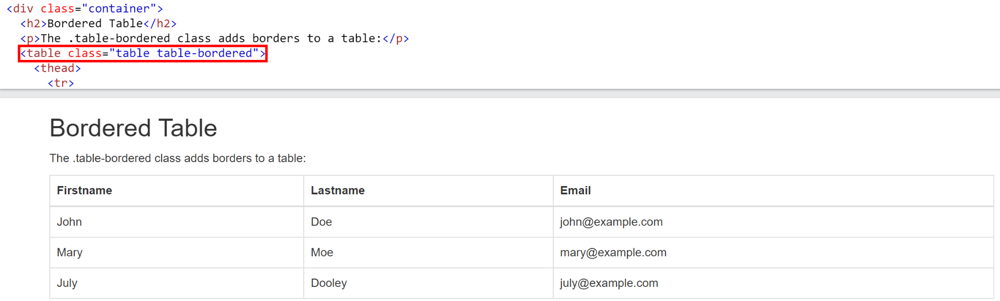 <div class="container">
<h2>Bordered Table</h2>
<p>The .table-bordered class adds borders to a table:</p>
<table class="table table-bordered">
<thead>
<tr>
Bordered Table
The .table-bordered class adds borders to a table:
Firstname Lastname Email
John Doe john@example.com
Mary Moe mary@example.com
July Dooley july@example.com